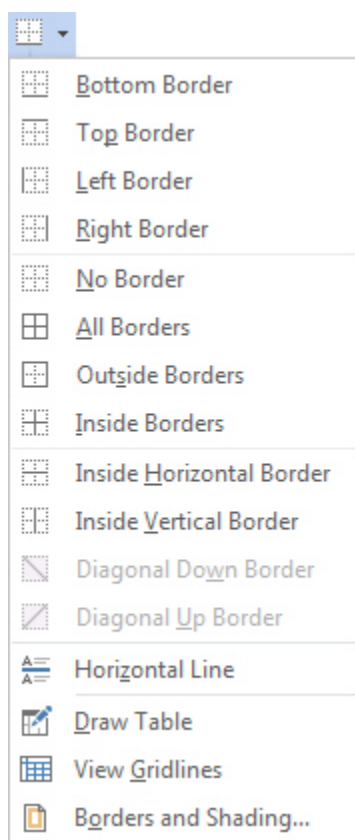 Bottom Border
Top Border
Left Border
Right Border
No Border
All Borders
Outside Borders
Inside Borders
Inside Horizontal Border
Inside Vertical Border
Diagonal Down Border
Diagonal Up Border
Horizontal Line
Draw Table
View Gridlines
Borders and Shading...